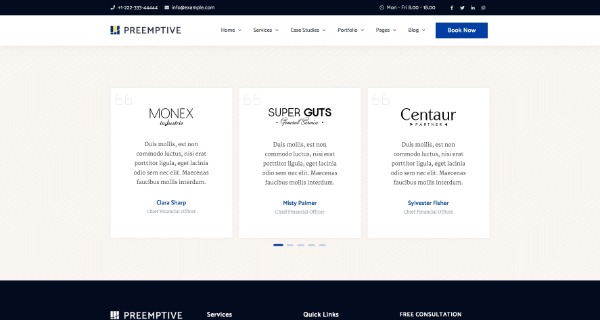 +1-222-333-44444 info@example.com Mon - Fri 8.00 - 18.00
PREEMPTIVE Home Services Case Studies Portfolio Pages Blog Book Now
MONEX
industris
Duis mollis, est non
commodo luctus, nisi erat
porttitor ligula, eget lacinia
odio sem nec elit. Maecenas
faucibus mollis interdum.
Clara Sharp
Chief Financial Officer
SUPER GUTS
Funeral Service
Duis mollis, est non
commodo luctus, nisi erat
porttitor ligula, eget lacinia
odio sem nec elit. Maecenas
faucibus mollis interdum.
Misty Palmer
Chief Financial Officer
Centaur
PARTNER
Duis mollis, est non
commodo luctus, nisi erat
porttitor ligula, eget lacinia
odio sem nec elit. Maecenas
faucibus mollis interdum.
Sylvester Fisher
Chief Financial Officer
PREEMPTIVE Services Quick Links FREE CONSULTATION